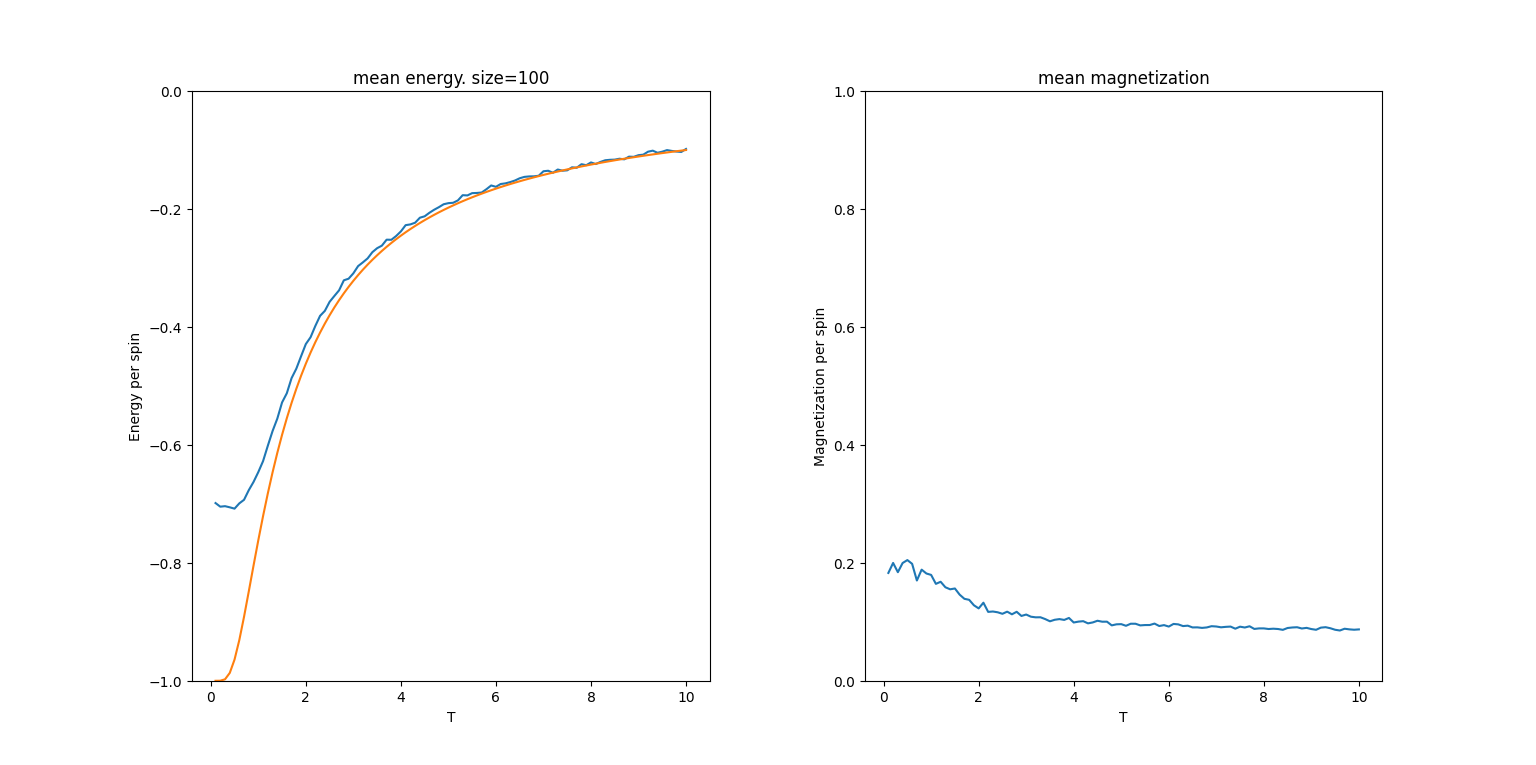 mean energy. size=100
Energy per spin
0.0
−0.2
−0.4
−0.6
−0.8
−1.0
0 2 4 6 8 10
T
mean magnetization
Magnetization per spin
1.0
0.8
0.6
0.4
0.2
0.0
0 2 4 6 8 10
T